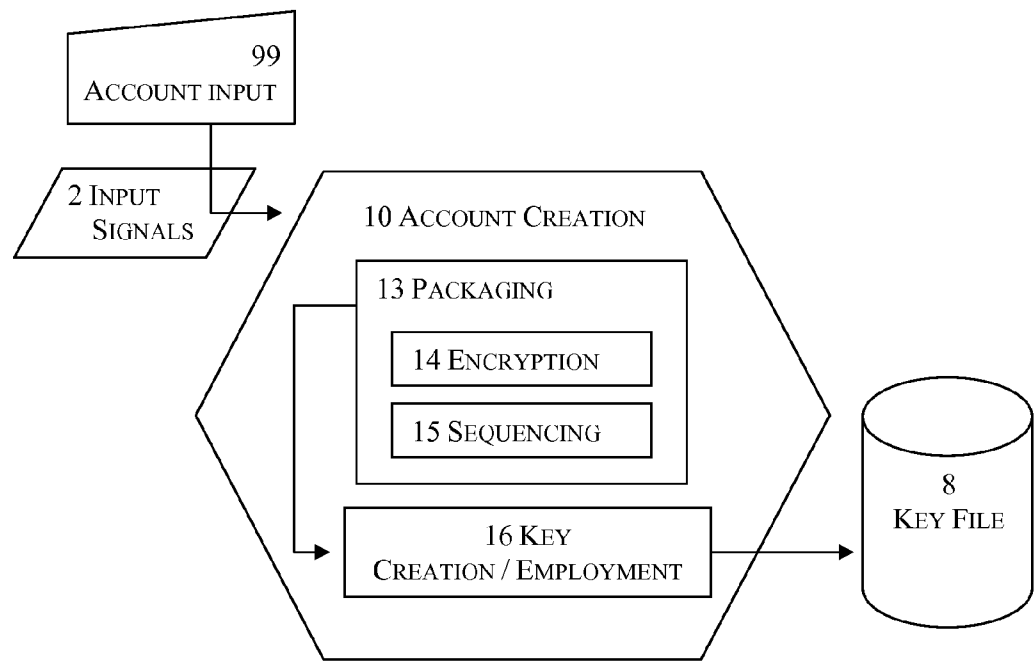 99
ACCOUNT INPUT
2 INPUT
SIGNALS
10 ACCOUNT CREATION
13 PACKAGING
14 ENCRYPTION
15 SEQUENCING
16 KEY
CREATION / EMPLOYMENT
8
KEY FILE